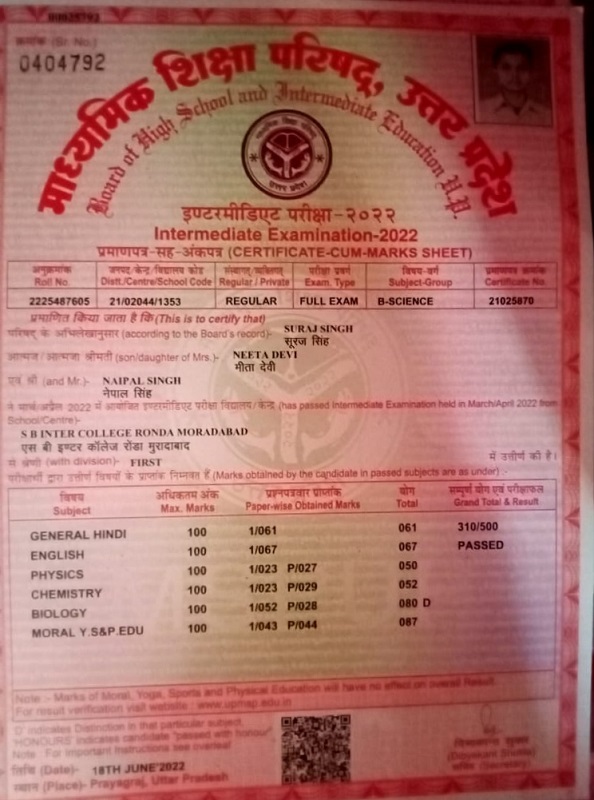 00035793
क्रमांक (Sr. No.)
0404792
माध्यमिक शिक्षा परिषद्, उत्तर प्रदेश
Board of High School and Intermediate Education U.P.
इण्टरमीडिएट परीक्षा-२०२२
Intermediate Examination-2022
प्रमाणपत्र-सह-अंकपत्र (CERTIFICATE-CUM-MARKS SHEET)
अनुक्रमांक जनपद/केन्द्र/विद्यालय कोड संस्थागत/व्यक्तिगत परीक्षा प्रवर्ग विषय-वर्ग प्रमाणपत्र क्रमांक
Roll No. Distt./Centre/School Code Regular / Private Exam. Type Subject-Group Certificate No.
2225487605 21/02044/1353 REGULAR FULL EXAM B-SCIENCE 21025870
प्रमाणित किया जाता है कि (This is to certify that)
परिषद् के अभिलेखानुसार (according to the Board's record)- SURAJ SINGH
सूरज सिंह
आत्मज/आत्मजा श्रीमती (son/daughter of Mrs.)- NEETA DEVI
मीता देवी
एवं श्री (and Mr.)- NAIPAL SINGH
नेपाल सिंह
ने मार्च/अप्रैल 2022 में आयोजित इण्टरमीडिएट परीक्षा विद्यालय/केन्द्र (has passed Intermediate Examination held in March/April 2022 from
School/Centre)-
S B INTER COLLEGE RONDA MORADABAD
एस बी इण्टर कॉलेज रोंडा मुरादाबाद
से श्रेणी (with division)- FIRST में उत्तीर्ण की है।
परीक्षार्थी द्वारा उत्तीर्ण विषयों के प्राप्तांक निम्नवत् हैं (Marks obtained by the candidate in passed subjects are as under) :-
विषय अधिकतम अंक प्रश्नपत्रवार प्राप्तांक योग सम्पूर्ण योग एवं परीक्षाफल
Subject Max. Marks Paper-wise Obtained Marks Total Grand Total & Result
GENERAL HINDI 100 1/061 061 310/500
ENGLISH 100 1/067 067 PASSED
PHYSICS 100 1/023 P/027 050
CHEMISTRY 100 1/023 P/029 052
BIOLOGY 100 1/052 P/028 080 D
MORAL Y.S&P.EDU 100 1/043 P/044 087
Note :- Marks of Moral, Yoga, Sports and Physical Education will have no effect on overall Result.
For result verification visit website : www.upmsp.edu.in
'D' indicates Distinction in that particular subject.
'HONOURS' indicates candidate "passed with honour".
Note : For Important Instructions see overleaf
तिथि (Date)- 18TH JUNE'2022
स्थान (Place)- Prayagraj, Uttar Pradesh
सचिव (Secretary)